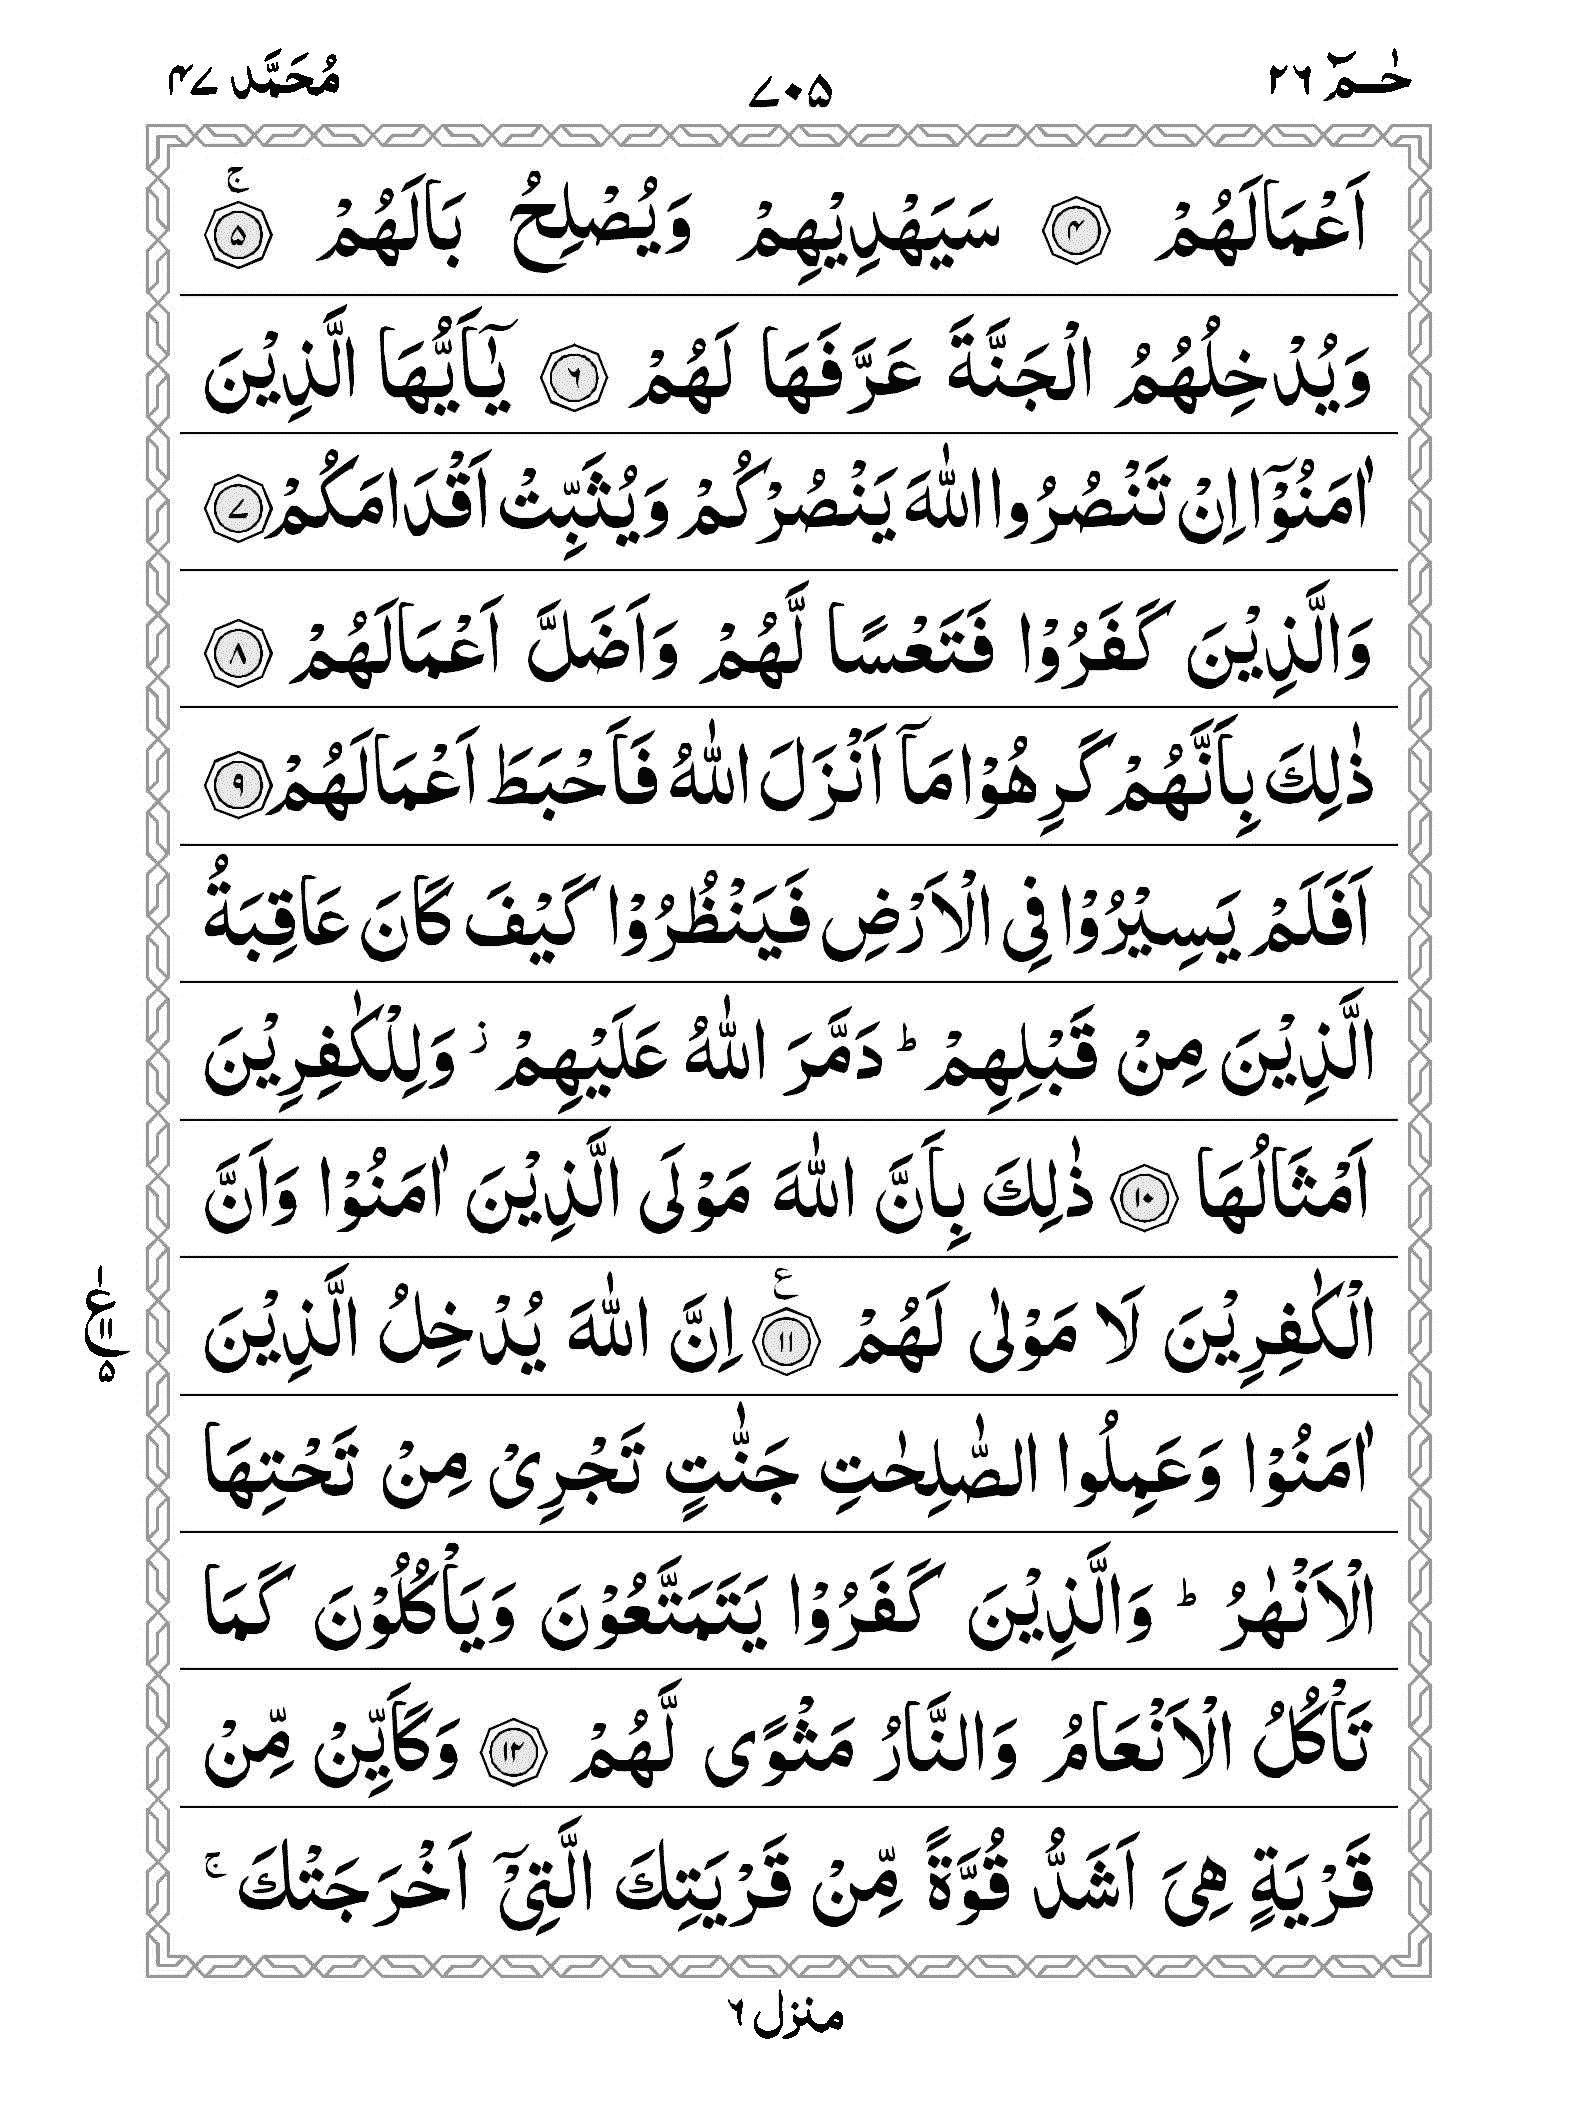 حٰمٓ ٢٦ ٧٠٥ مُحَمَّد ٤٧
اَعْمَالَهُمْ ۝٤ سَيَهْدِيْهِمْ وَيُصْلِحُ بَالَهُمْ ۝٥ۚ
وَيُدْخِلُهُمُ الْجَنَّةَ عَرَّفَهَا لَهُمْ ۝٦ يٰۤاَيُّهَا الَّذِيْنَ
اٰمَنُوْۤا اِنْ تَنْصُرُوا اللّٰهَ يَنْصُرْكُمْ وَيُثَبِّتْ اَقْدَامَكُمْ ۝٧
وَالَّذِيْنَ كَفَرُوْا فَتَعْسًا لَّهُمْ وَاَضَلَّ اَعْمَالَهُمْ ۝٨
ذٰلِكَ بِاَنَّهُمْ كَرِهُوْا مَاۤ اَنْزَلَ اللّٰهُ فَاَحْبَطَ اَعْمَالَهُمْ ۝٩
اَفَلَمْ يَسِيْرُوْا فِى الْاَرْضِ فَيَنْظُرُوْا كَيْفَ كَانَ عَاقِبَةُ
الَّذِيْنَ مِنْ قَبْلِهِمْ ؕ دَمَّرَ اللّٰهُ عَلَيْهِمْ ؗ وَلِلْكٰفِرِيْنَ
اَمْثَالُهَا ۝١٠ ذٰلِكَ بِاَنَّ اللّٰهَ مَوْلَى الَّذِيْنَ اٰمَنُوْا وَاَنَّ
الْكٰفِرِيْنَ لَا مَوْلٰى لَهُمْ ۝١١ ع اِنَّ اللّٰهَ يُدْخِلُ الَّذِيْنَ
ع ١ ١١ ٥
اٰمَنُوْا وَعَمِلُوا الصّٰلِحٰتِ جَنّٰتٍ تَجْرِىْ مِنْ تَحْتِهَا
الْاَنْهٰرُ ؕ وَالَّذِيْنَ كَفَرُوْا يَتَمَتَّعُوْنَ وَيَاْكُلُوْنَ كَمَا
تَاْكُلُ الْاَنْعَامُ وَالنَّارُ مَثْوًى لَّهُمْ ۝١٢ وَكَاَيِّنْ مِّنْ
قَرْيَةٍ هِىَ اَشَدُّ قُوَّةً مِّنْ قَرْيَتِكَ الَّتِىْۤ اَخْرَجَتْكَ ۚ
منزل ٦